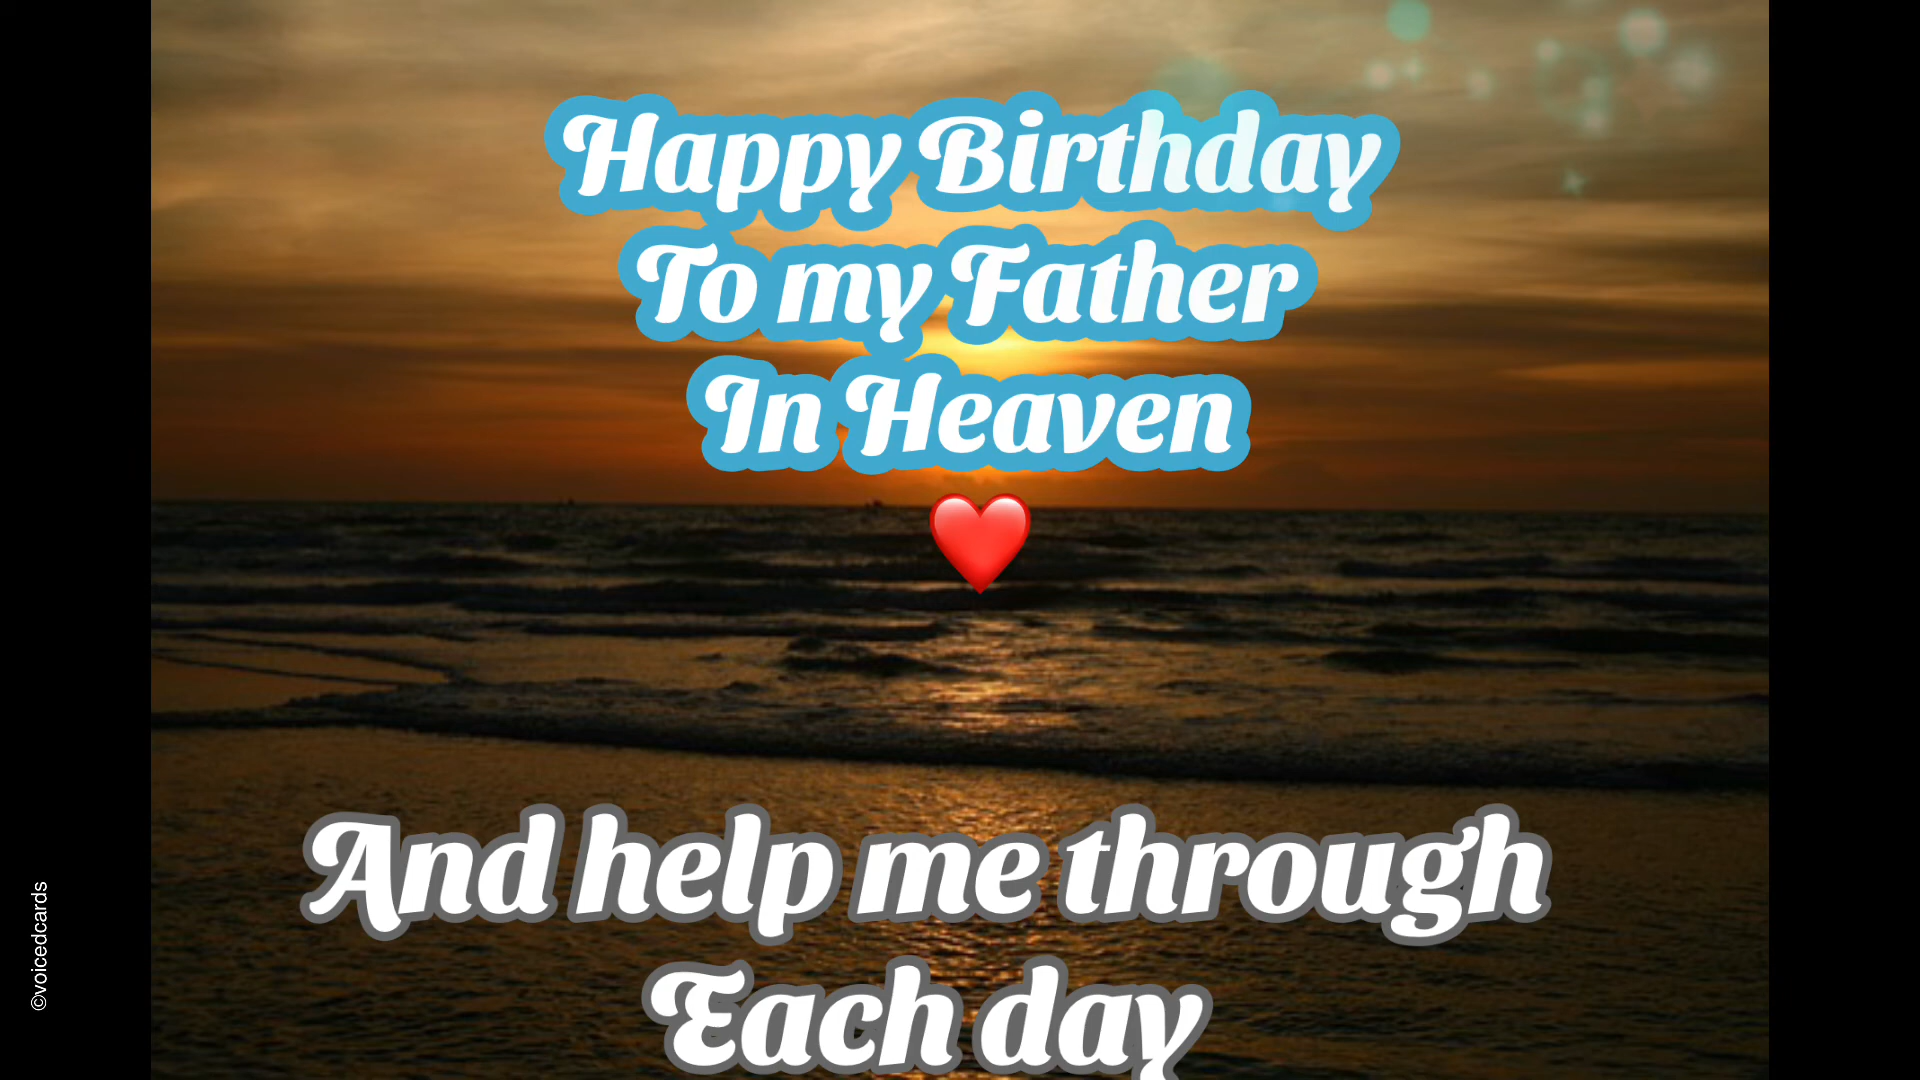 Happy Birthday
To my Father
In Heaven
❤️
And help me through
Each day
©voicedcards